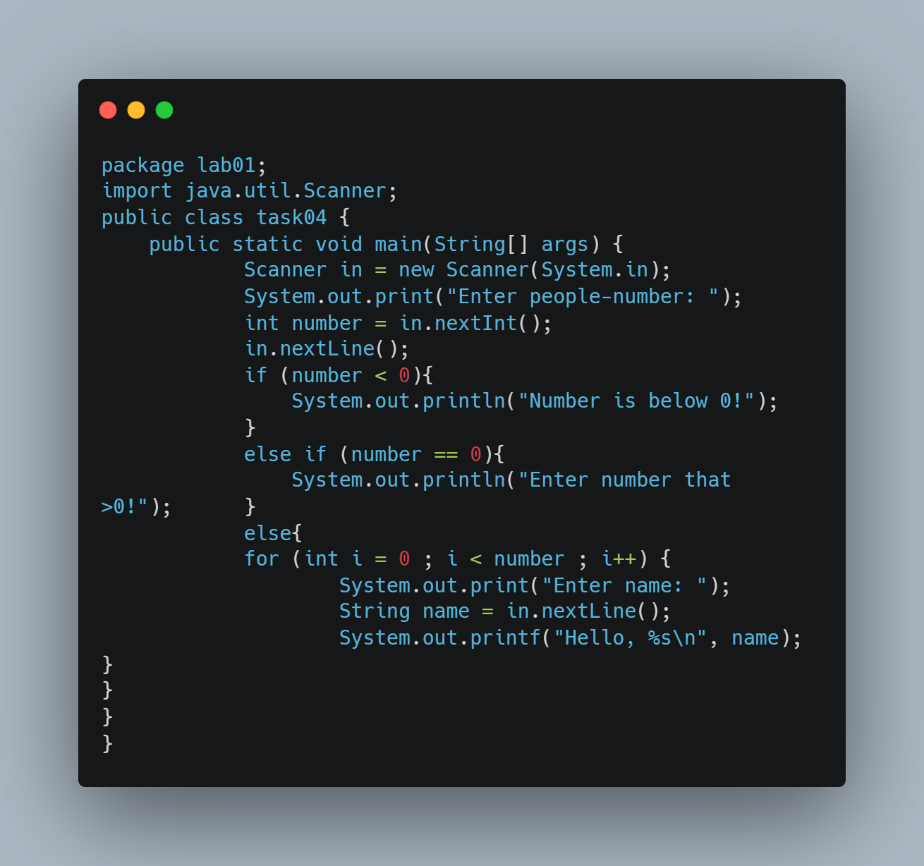 package lab01;
import java.util.Scanner;
public class task04 {
    public static void main(String[] args) {
            Scanner in = new Scanner(System.in);
            System.out.print("Enter people-number: ");
            int number = in.nextInt();
            in.nextLine();
            if (number < 0){
                System.out.println("Number is below 0!");
            }
            else if (number == 0){
                System.out.println("Enter number that
>0!");      }
            else{
            for (int i = 0 ; i < number ; i++) {
                    System.out.print("Enter name: ");
                    String name = in.nextLine();
                    System.out.printf("Hello, %s\n", name);
}
}
}
}